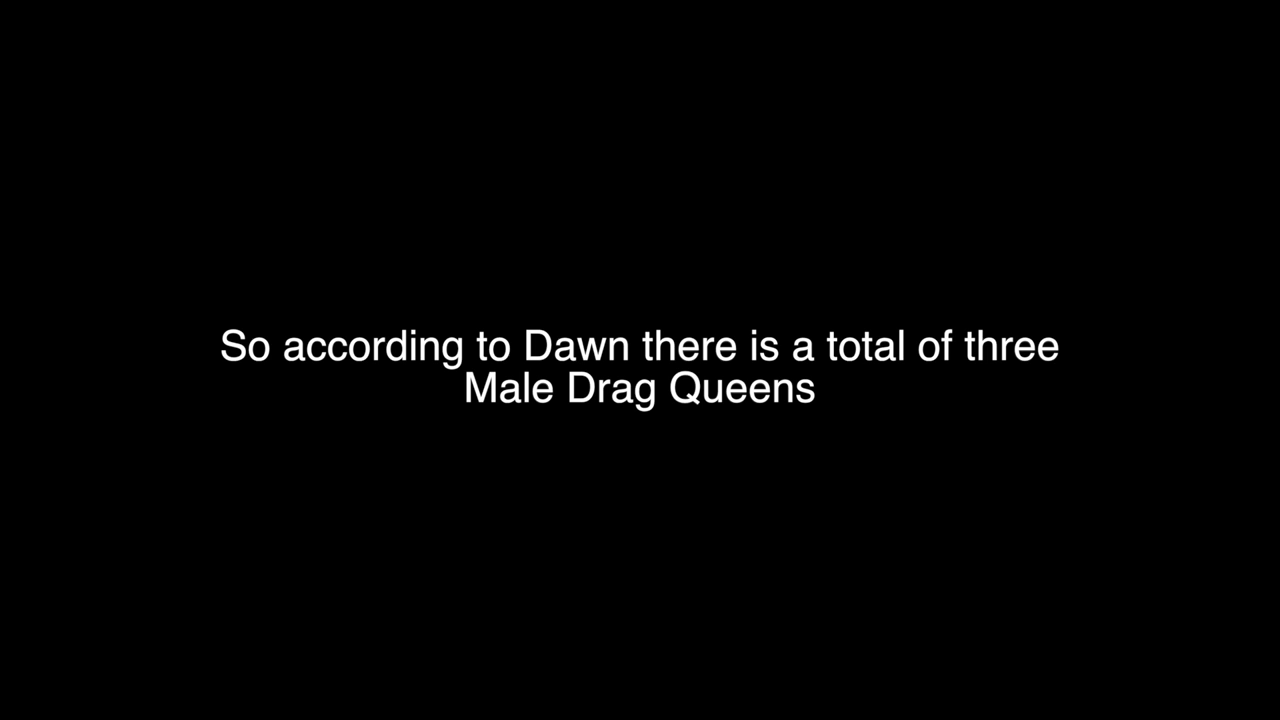 So according to Dawn there is a total of three
Male Drag Queens